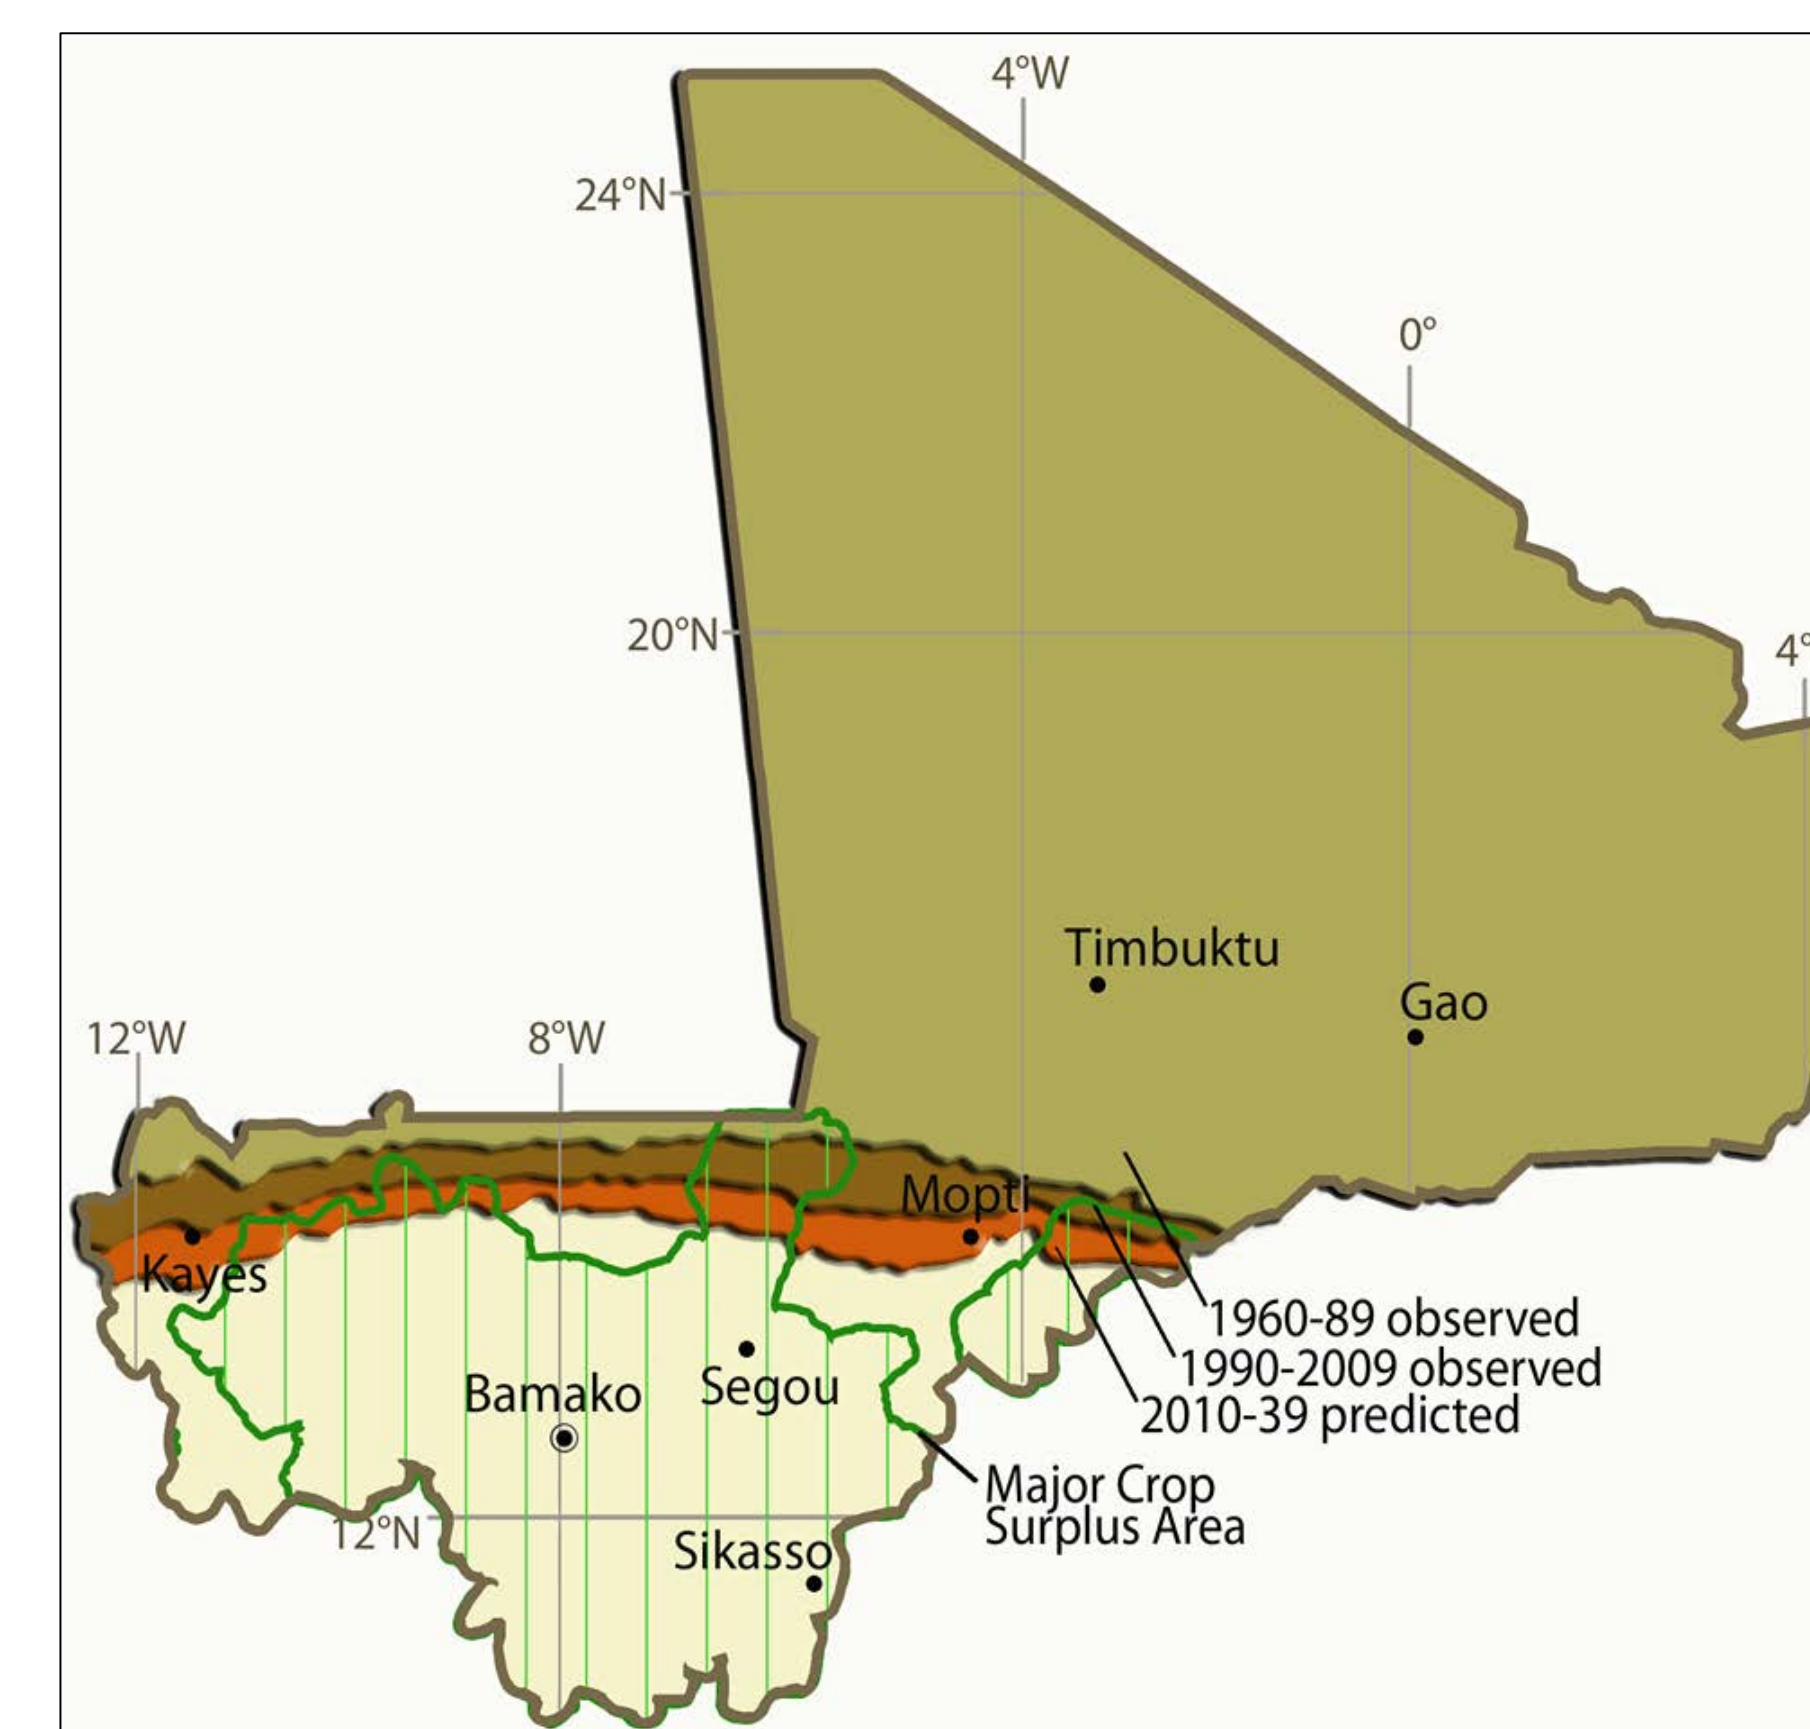 4°W
24°N
0°
20°N
4°
Timbuktu
Gao
12°W
8°W
Mopti
Kayes
1960-89 observed
1990-2009 observed
2010-39 predicted
Segou
Bamako
Major Crop
Surplus Area
12°N
Sikasso